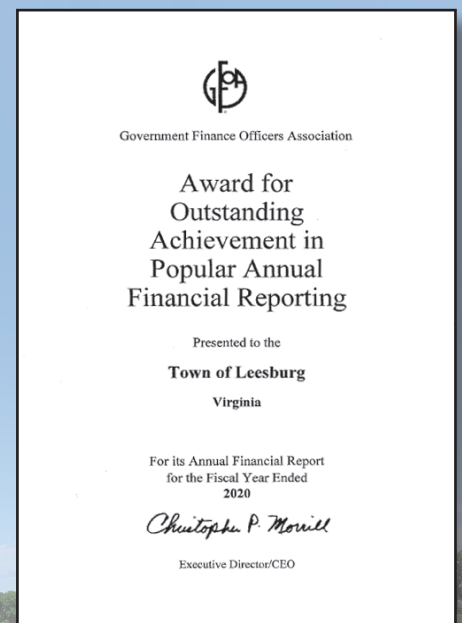 GFOA
Government Finance Officers Association
Award for
Outstanding
Achievement in
Popular Annual
Financial Reporting
Presented to the
Town of Leesburg
Virginia
For its Annual Financial Report
for the Fiscal Year Ended
2020
Christopher P. Morrill
Executive Director/CEO